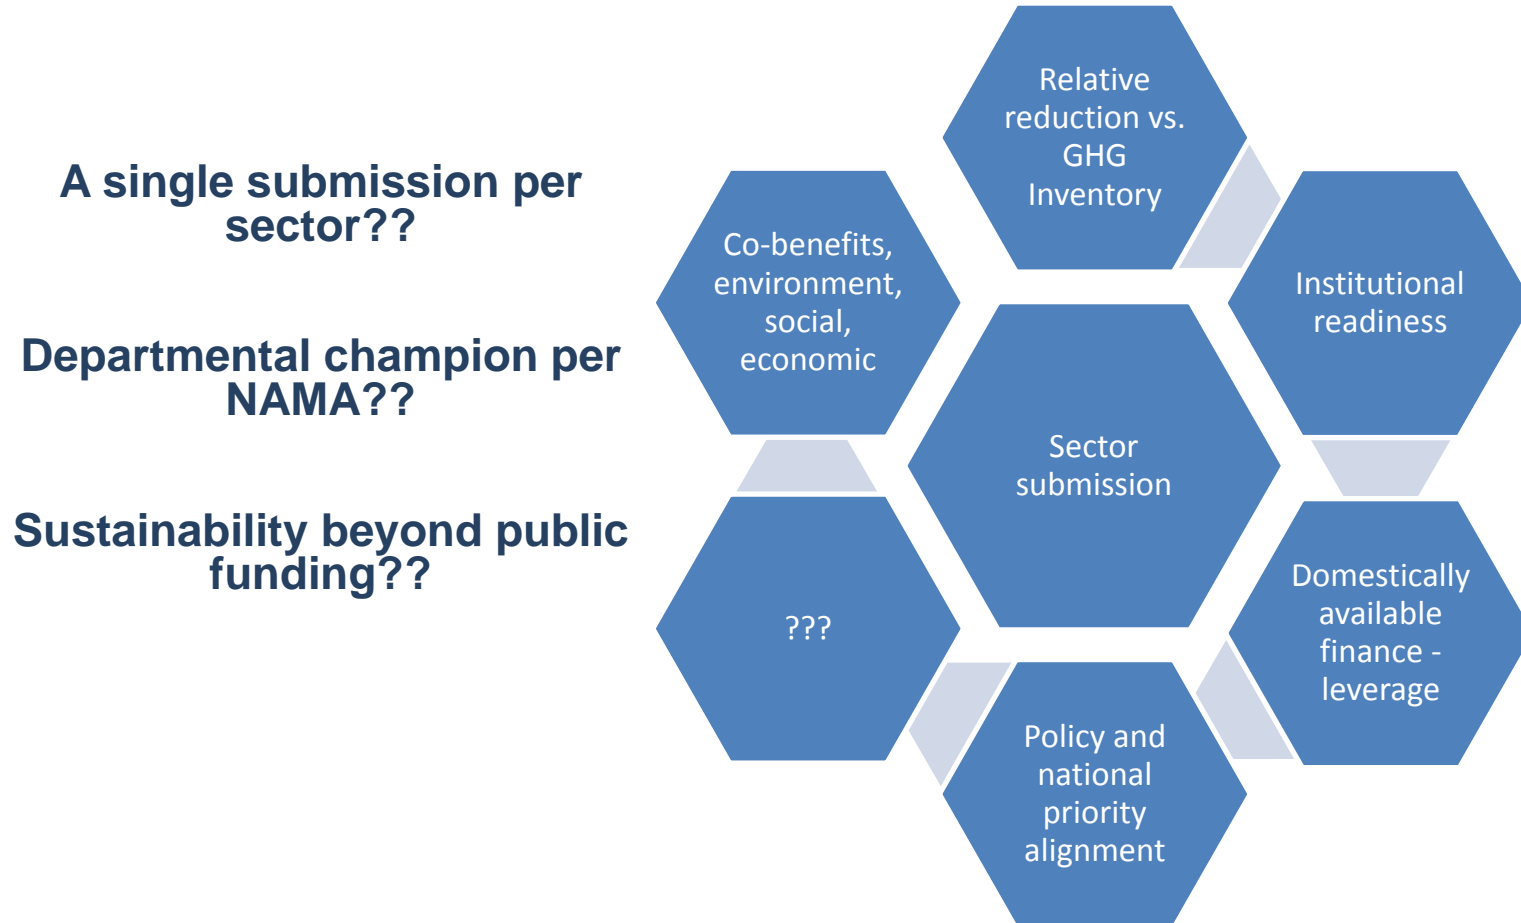 A single submission per
sector??
Departmental champion per
NAMA??
Sustainability beyond public
funding??
Relative
reduction vs.
GHG
Inventory
Institutional
readiness
Domestically
available
finance -
leverage
Policy and
national
priority
alignment
???
Co-benefits,
environment,
social,
economic
Sector
submission